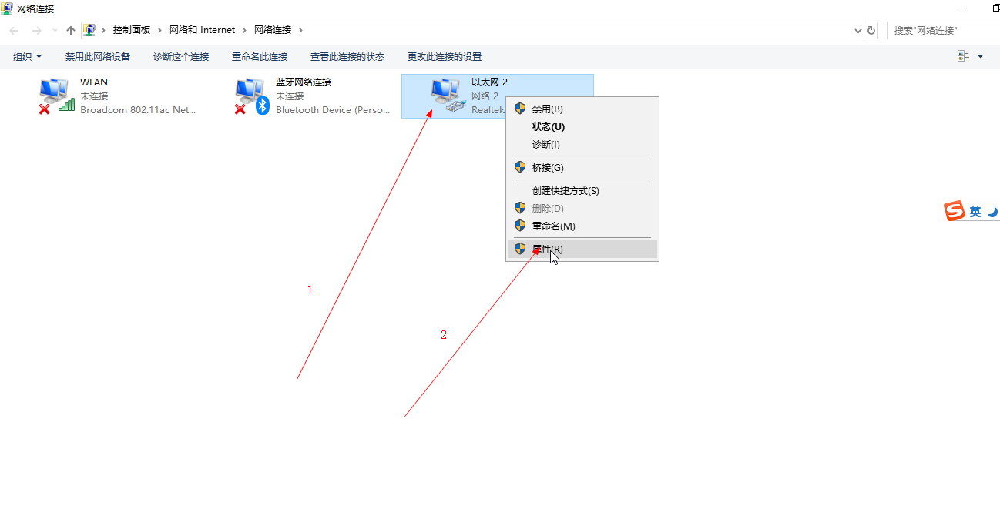 网络连接
控制面板 网络和 Internet 网络连接
搜索"网络连接"
组织 禁用此网络设备 诊断这个连接 重命名此连接 查看此连接的状态 更改此连接的设置
WLAN
未连接
Broadcom 802.11ac Net...
蓝牙网络连接
未连接
Bluetooth Device (Perso...
以太网 2
网络 2
Realtek
禁用(B)
状态(U)
诊断(I)
桥接(G)
创建快捷方式(S)
删除(D)
重命名(M)
属性(R)
S 英
1
2